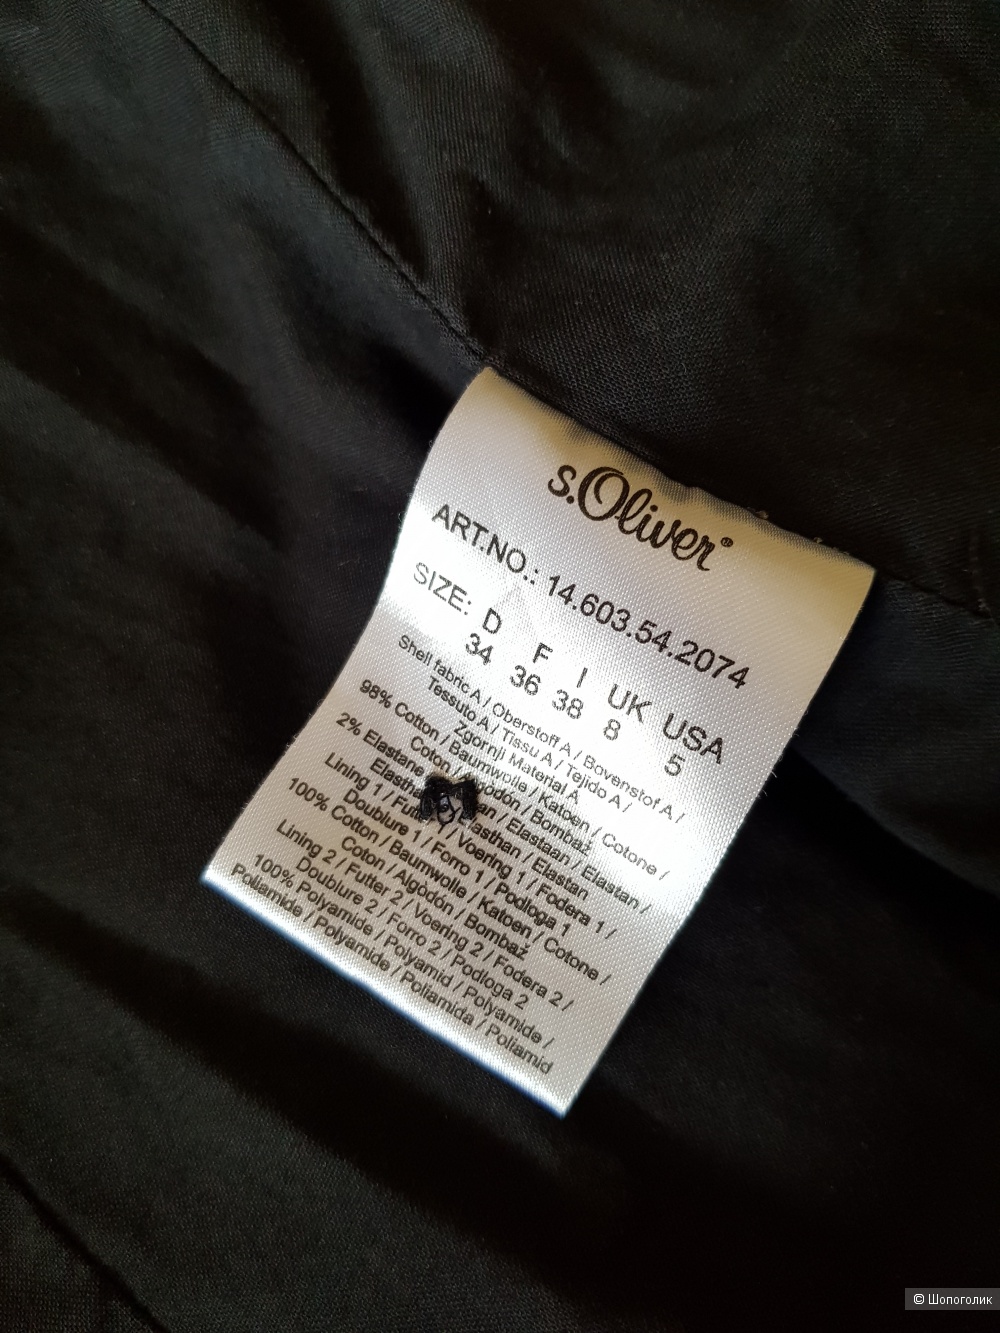 s.Oliver®
ART.NO.: 14.603.54.2074
SIZE: D F I UK USA
34 36 38 8 5
Shell fabric A / Oberstoff A / Bovenstof A /
Tessuto A / Tissu A / Tejido A /
Zgornji Material A
98% Cotton / Baumwolle / Katoen / Cotone /
Coton / Algodón / Bombaž
2% Elastane / Elastaan / Elastan /
Elasthan / Elastan
Lining 1 / Futter 1 / Voering 1 / Fodera 1 /
Doublure 1 / Forro 1 / Podloga 1
100% Cotton / Baumwolle / Katoen / Cotone /
Coton / Algodón / Bombaž
Lining 2 / Futter 2 / Voering 2 / Fodera 2 /
Doublure 2 / Forro 2 / Podloga 2
100% Polyamide / Polyamid / Polyamide /
Poliamide / Polyamide / Poliamida / Poliamid
© Шопоголик